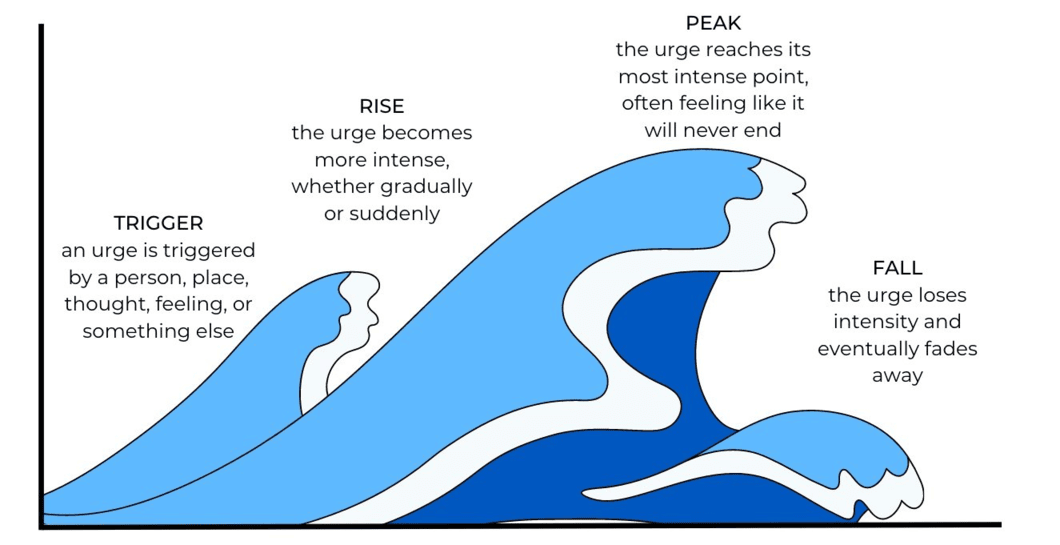 TRIGGER
an urge is triggered
by a person, place,
thought, feeling, or
something else
RISE
the urge becomes
more intense,
whether gradually
or suddenly
PEAK
the urge reaches its
most intense point,
often feeling like it
will never end
FALL
the urge loses
intensity and
eventually fades
away